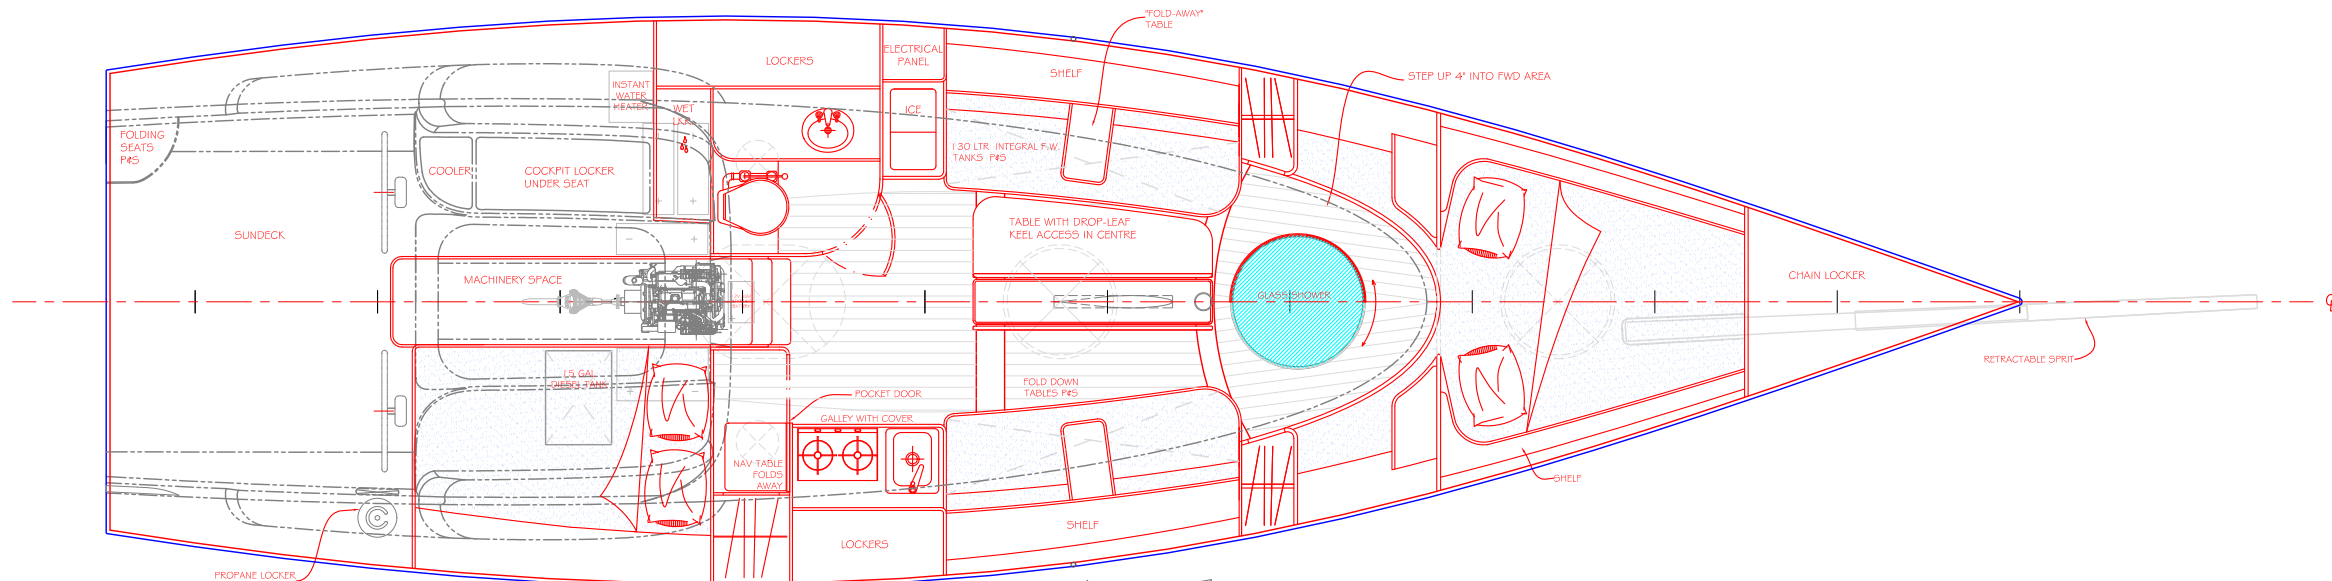 "FOLD-AWAY"
TABLE
LOCKERS
ELECTRICAL
PANEL
SHELF
STEP UP 4" INTO FWD AREA
INSTANT
WATER
HEATER
WET
LKR
ICE
FOLDING
SEATS
P&S
COOLER
COCKPIT LOCKER
UNDER SEAT
130 LTR INTEGRAL F.W.
TANKS P&S
SUNDECK
TABLE WITH DROP-LEAF
KEEL ACCESS IN CENTRE
MACHINERY SPACE
GLASS SHOWER
CHAIN LOCKER
RETRACTABLE SPRIT
15 GAL
DIESEL TANK
POCKET DOOR
FOLD DOWN
TABLES P&S
GALLEY WITH COVER
NAV TABLE
FOLDS
AWAY
SHELF
SHELF
LOCKERS
PROPANE LOCKER